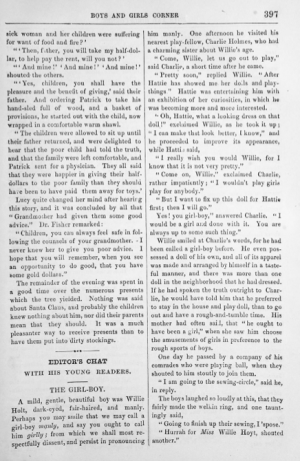 BOYS AND GIRLS CORNER
397
sick woman and her children were suffering
for want of food and fire?'
"'Then, father, you will take my half-dol-
lar, to help pay the rent, will you not?'
"'And mine!' 'And mine!' 'And mine!'
shouted the others.
"'Yes, children, you shall have the
pleasure and the benefit of giving,' said their
father. And ordering Patrick to take his
hand-sled full of wood, and a basket of
provisions, he started out with the child, now
wrapped in a comfortable warm shawl.
"The children were allowed to sit up until
their father returned, and were delighted to
hear that the poor child had told the truth,
and that the family were left comfortable, and
Patrick sent for a physician. They all said
that they were happier in giving their half-
dollars to the poor family than they should
have been to have paid them away for toys."
Lucy quite changed her mind after hearing
this story, and it was concluded by all that
"Grandmother had given them some good
advice." Dr. Fisher remarked:
"Children, you can always feel safe in fol-
lowing the counsels of your grandmother. I
never knew her to give you poor advice. I
hope that you will remember, when you see
an opportunity to do good, that you have
some gold dollars."
The remainder of the evening was spent in
a good time over the numerous presents
which the tree yielded. Nothing was said
about Santa Claus, and probably the children
knew nothing about him, nor did their parents
mean that they should. It was a much
pleasanter way to receive presents than to
have them put into dirty stockings.
EDITOR'S CHAT
WITH HIS YOUNG READERS.
THE GIRL-BOY.
A mild, gentle, beautiful boy was Willie
Holt, dark-eyed, fair-haired, and manly.
Perhaps you may smile that we may call a
girl-boy manly, and say you ought to call
him girlly; from which we shall most re-
spectfully dissent, and persist in pronouncing
him manly. One afternoon he visited his
nearest play-fellow, Charlie Holmes, who had
a charming sister about Willie's age.
"Come, Willie, let us go out to play,"
said Charlie, a short time after he came.
"Pretty soon," replied Willie. After
Hattie has showed me her dolls and play-
things." Hattie was entertaining him with
an exhibition of her curiosities, in which he
was becoming more and more interested.
"Oh, Hattie, what a looking dress on that
doll!" exclaimed Willie, as he took it up;
"I can make that look better, I know," and
he proceeded to improve its appearance,
while Hattie said,
"I really wish you would Willie, for I
know that it is not very pretty."
"Come on, Willie," exclaimed Charlie,
rather impatiently; "I wouldn't play girls
play for anybody."
"But I want to fix up this doll for Hattie
first; then I will go."
Yes! you girl-boy," answered Charlie. "I
would be a girl and done with it. You are
always up to some such thing."
Willie smiled at Charlie's words, for he had
been called a girl-boy before. He even pos-
sessed a doll of his own, and all of its apparel
was made and arranged by himself in a taste-
ful manner, and there was more than one
doll in the neighborhood that he had dressed.
If he had spoken the truth outright to Char-
lie, he would have told him that he preferred
to stay in the house and play doll, than to go
out and have a rough-and-tumble time. His
mother had often said, that "he ought to
have been a girl," when she saw him choose
the amusements of girls in preference to the
rough sports of boys.
One day he passed by a company of his
comrades who were playing ball, when they
shouted to him stoutly to join them.
"I am going to the sewing-circle," said he,
in reply.
The boys laughed so loudly at this, that they
fairly made the welkin ring, and one taunt-
ingly said,
"Going to finish up their sewing, I 'spose."
"Hurrah for Miss Willie Hoyt, shouted
another."